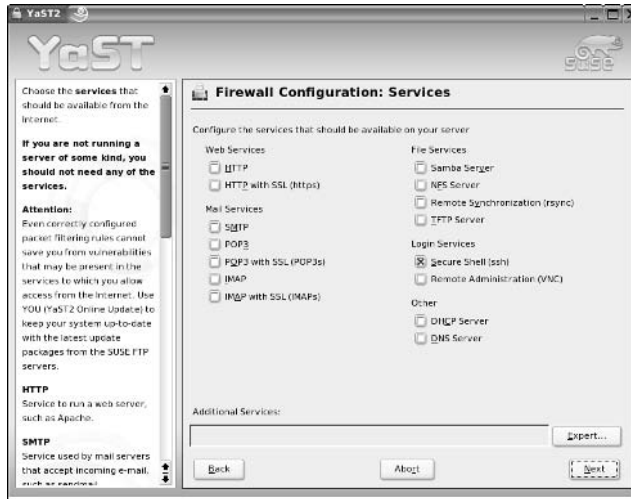 YaST2
YaST
SUSE
Choose the services that
should be available from the
Internet.
If you are not running a
server of some kind, you
should not need any of the
services.
Attention:
Even correctly configured
packet filtering rules cannot
save you from vulnerabilities
that may be present in the
services to which you allow
access from the Internet. Use
YOU (YaST2 Online Update) to
keep your system up-to-date
with the latest update
packages from the SUSE FTP
servers.
HTTP
Service to run a web server,
such as Apache.
SMTP
Service used by mail servers
that accept incoming e-mail,
such as sendmail
Firewall Configuration: Services
Configure the services that should be available on your server
Web Services
HTTP
HTTP with SSL (https)
Mail Services
SMTP
POP3
POP3 with SSL (POP3s)
IMAP
IMAP with SSL (IMAPs)
File Services
Samba Server
NFS Server
Remote Synchronization (rsync)
TFTP Server
Login Services
Secure Shell (ssh)
Remote Administration (VNC)
Other
DHCP Server
DNS Server
Additional Services:
Expert...
Back
Abort
Next